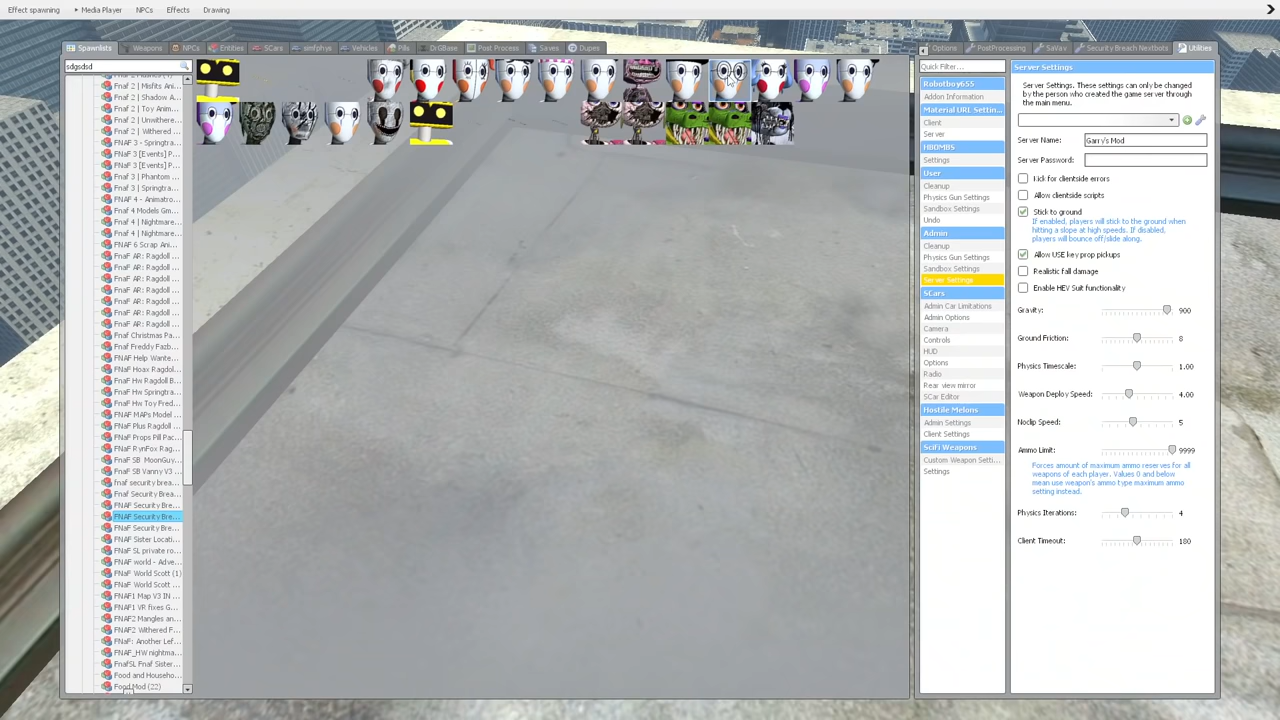 Effect spawning
Media Player
NPCs
Effects
Drawing
Spawnlists
Weapons
NPCs
Entities
SCars
simfphys
Vehicles
Pills
DrGBase
Post Process
Saves
Dupes
sdgsdsd
Fnaf 2 | Misfits Ani...
Fnaf 2 | Shadow A...
Fnaf 2 | Toy Anim...
Fnaf 2 | Unwithere...
Fnaf 2 | Withered ...
FNAF 3 - Springtra...
FNaF 3 [Events] P...
FNaF 3 [Events] P...
Fnaf 3 | Phantom ...
Fnaf 3 | Springtra...
FNAF 4 - Animatro...
Fnaf 4 Models Gm...
Fnaf 4 | Nightmare...
Fnaf 4 | Nightmare...
FNAF 6 Scrap Ani...
FnaF AR: Ragdoll ...
FnaF AR: Ragdoll ...
FnaF AR: Ragdoll ...
FnaF AR: Ragdoll ...
FnaF AR: Ragdoll ...
Fnaf Christmas Pa...
Fnaf Freddy Fazb...
FNAF Help Wante...
FNAF Hoax Ragdol...
Fnaf Hw Ragdoll B...
Fnaf Hw Springtra...
Fnaf Hw Toy Fred...
FNAF MAPs Model ...
FNAF Plus Ragdoll ...
FNAF Props Pill Pac...
FNAF RynFox Rag...
FNaF SB MoonGuy...
FNAF SB Vanny V3 ...
fnaf security brea...
Fnaf Security Brea...
FNAF Security Bre...
FNAF Security Bre...
FNaF Security Bre...
FNAF Sister Locati...
FNaF SL private ro...
FNAF world - Adve...
FNaF World Scott (1)
FNaF World Scott ...
FNAF1 Map V3 IN ...
FNAF1 VR fixes G...
FNAF2 Mangles an...
FNAF2 Withered F...
FNaF: Another Lef...
FNAF_HW nightma...
FnafSL Fnaf Sister...
Food and Househo...
Food Mod (22)
Options
PostProcessing
SaVav
Security Breach Nextbots
Utilities
Quick Filter...
Robotboy655
Addon Information
Material URL Settin...
Client
Server
HBOMBS
Settings
User
Cleanup
Physics Gun Settings
Sandbox Settings
Undo
Admin
Cleanup
Physics Gun Settings
Sandbox Settings
Server Settings
SCars
Admin Car Limitations
Admin Options
Camera
Controls
HUD
Options
Radio
Rear view mirror
SCar Editor
Hostile Melons
Admin Settings
Client Settings
SciFi Weapons
Custom Weapon Setti...
Settings
Server Settings
Server Settings. These settings can only be changed by the person who created the game server through the main menu.
Server Name: Garry's Mod
Server Password:
Kick for clientside errors
Allow clientside scripts
Stick to ground
If enabled, players will stick to the ground when
hitting a slope at high speeds. If disabled,
players will bounce off/slide along.
Allow USE key prop pickups
Realistic fall damage
Enable HEV Suit functionality
Gravity: 900
Ground Friction: 8
Physics Timescale: 1.00
Weapon Deploy Speed: 4.00
Noclip Speed: 5
Ammo Limit: 9999
Forces amount of maximum ammo reserves for all
weapons of each player. Values 0 and below
mean use weapon's ammo type maximum ammo
setting instead.
Physics Iterations: 4
Client Timeout: 180